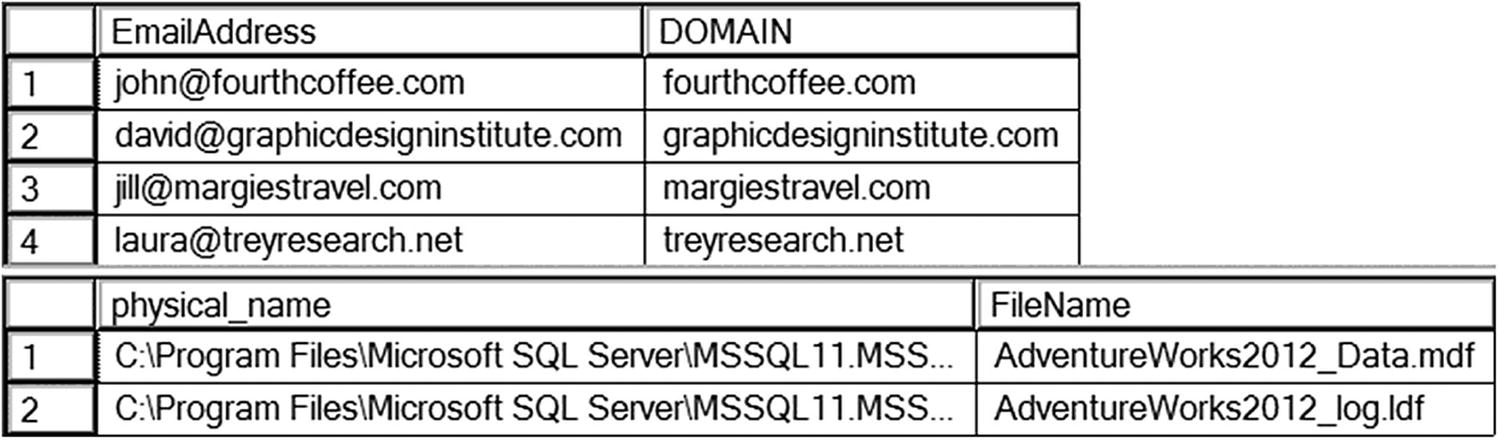 EmailAddress DOMAIN
1 john@fourthcoffee.com fourthcoffee.com
2 david@graphicdesigninstitute.com graphicdesigninstitute.com
3 jill@margiestravel.com margiestravel.com
4 laura@treyresearch.net treyresearch.net
physical_name FileName
1 C:\Program Files\Microsoft SQL Server\MSSQL11.MSS... AdventureWorks2012_Data.mdf
2 C:\Program Files\Microsoft SQL Server\MSSQL11.MSS... AdventureWorks2012_log.ldf